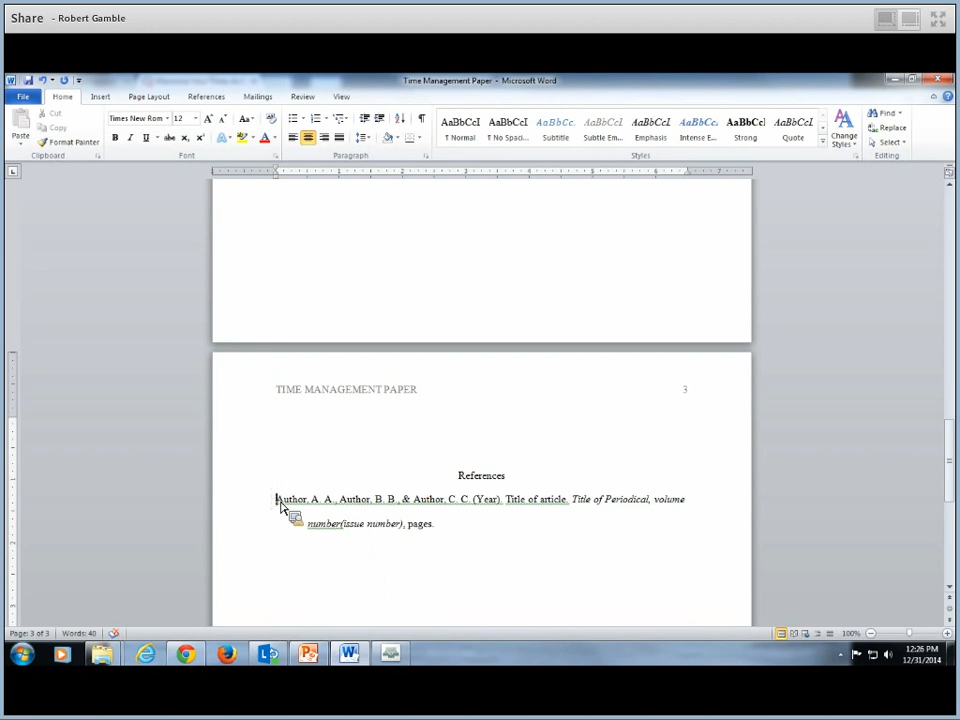 Share - Robert Gamble
Time Management Paper - Microsoft Word
File Home Insert Page Layout References Mailings Review View
Paste
Cut
Copy
Format Painter
Clipboard
Times New Rom 12
Font
Paragraph
AaBbCcI AaBbCcI AaBbCc. AaBbCcI AaBbCcI AaBbCc. AaBbCcI AaBbCcI
¶ Normal ¶ No Spaci... Subtle Em... Emphasis Intense E... Strong Quote
Change Styles
Styles
Find
Replace
Select
Editing
TIME MANAGEMENT PAPER 3
References
Author, A. A., Author, B. B., & Author, C. C. (Year). Title of article. Title of Periodical, volume
number(issue number), pages.
Page: 3 of 3 Words: 40
100%
12:26 PM
12/31/2014